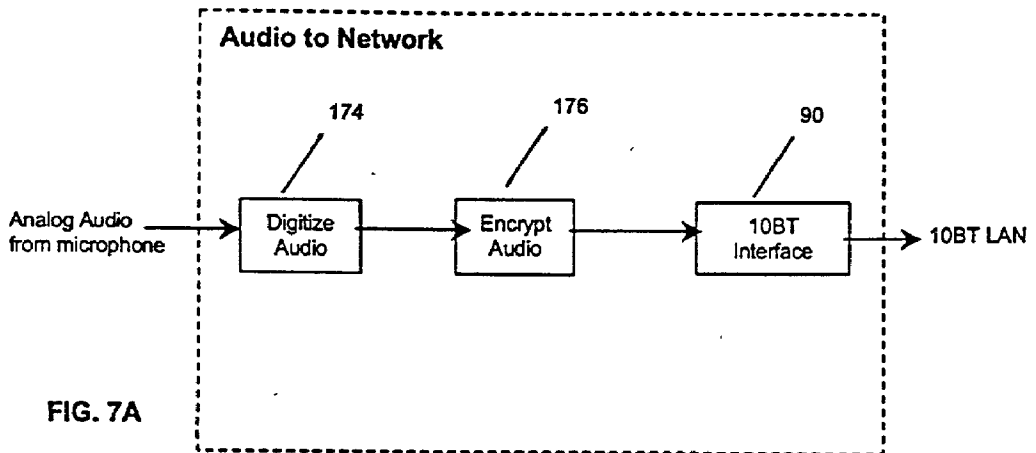 Audio to Network
174
176
90
Analog Audio
from microphone
Digitize
Audio
Encrypt
Audio
10BT
Interface
10BT LAN
FIG. 7A